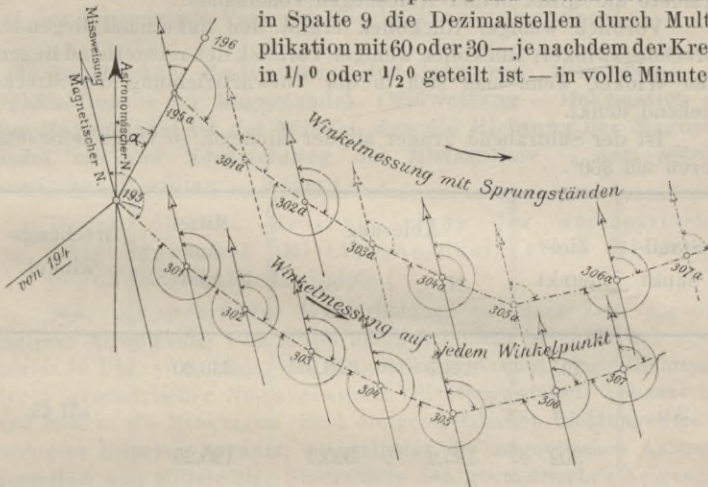 in Spalte 9 die Dezimalstellen durch Mult
plikation mit 60 oder 30 — je nachdem der Kre
in 1/1⁰ oder 1/2⁰ geteilt ist — in volle Minute
Missweisung
Astronomischer N.
Magnetischer N.
α
196
195a
193
von 194
Winkelmessung mit Sprungständen
301a
302a
303a
304a
305a
306a
307a
Winkelmessung auf jedem Winkelpunkt
301
302
303
304
305
306
307